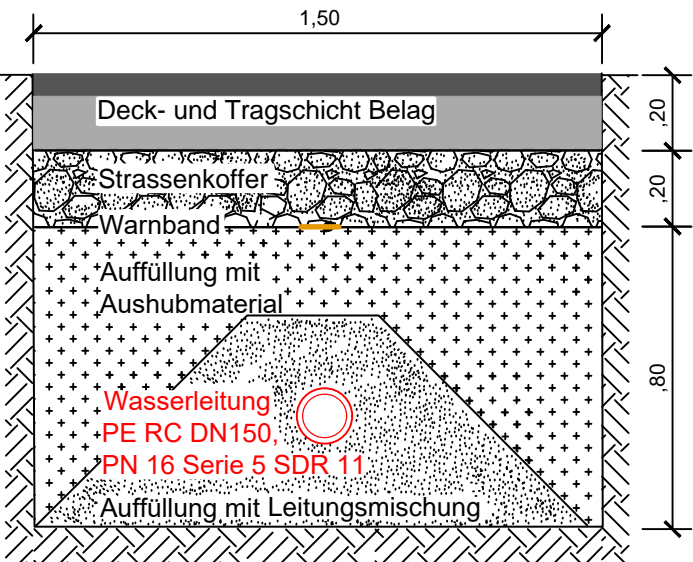 1,50
Deck- und Tragschicht Belag
,20
Strassenkoffer
,20
Warnband
Auffüllung mit
Aushubmaterial
,80
Wasserleitung
PE RC DN150,
PN 16 Serie 5 SDR 11
Auffüllung mit Leitungsmischung